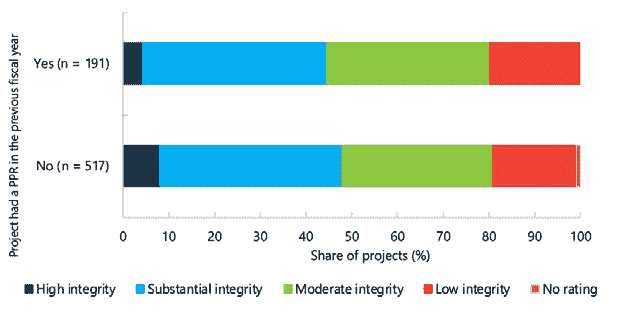 Project had a PPR in the previous fiscal year
Yes (n = 191)
No (n = 517)
0 10 20 30 40 50 60 70 80 90 100
Share of projects (%)
High integrity Substantial integrity Moderate integrity Low integrity No rating